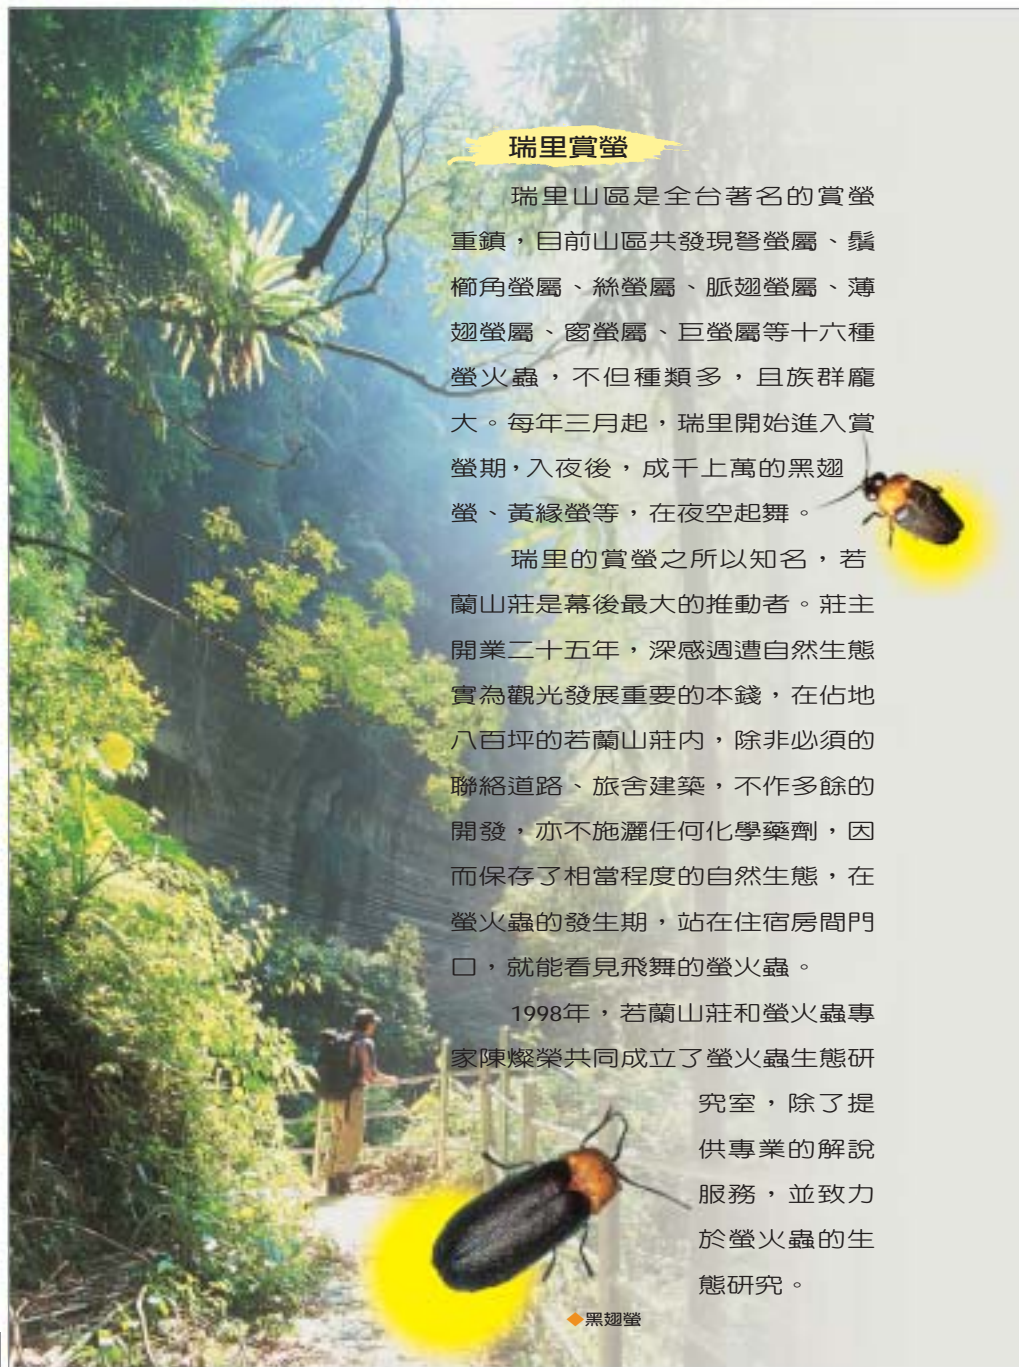 瑞里賞螢
瑞里山區是全台著名的賞螢
重鎮，目前山區共發現弩螢屬、鬚
櫛角螢屬、絲螢屬、脈翅螢屬、薄
翅螢屬、窗螢屬、巨螢屬等十六種
螢火蟲，不但種類多，且族群龐
大。每年三月起，瑞里開始進入賞
螢期，入夜後，成千上萬的黑翅
螢、黃緣螢等，在夜空起舞。
瑞里的賞螢之所以知名，若
蘭山莊是幕後最大的推動者。莊主
開業二十五年，深感週遭自然生態
實為觀光發展重要的本錢，在佔地
八百坪的若蘭山莊內，除非必須的
聯絡道路、旅舍建築，不作多餘的
開發，亦不施灑任何化學藥劑，因
而保存了相當程度的自然生態，在
螢火蟲的發生期，站在住宿房間門
口，就能看見飛舞的螢火蟲。
1998年，若蘭山莊和螢火蟲專
家陳燦榮共同成立了螢火蟲生態研
究室，除了提
供專業的解說
服務，並致力
於螢火蟲的生
態研究。
◆黑翅螢